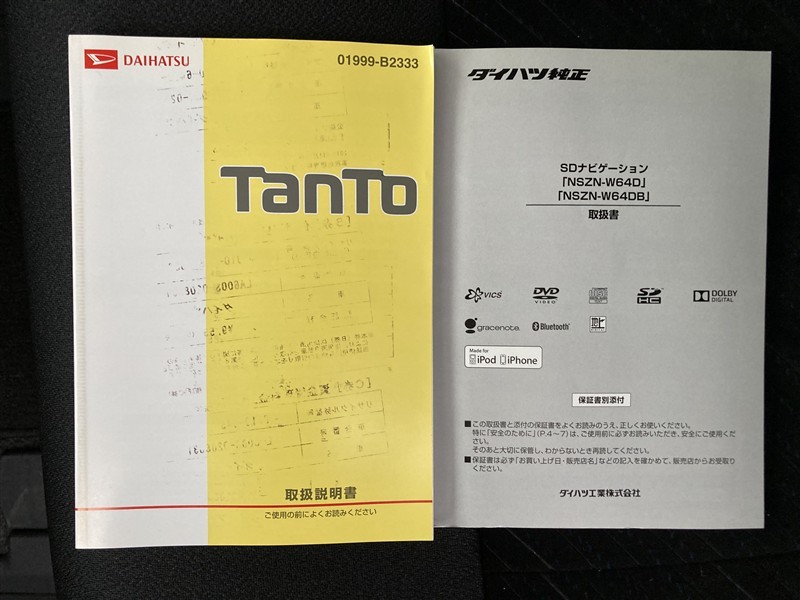 DAIHATSU
01999-B2333
TanTo
取扱説明書
ご使用の前によくお読みください
ダイハツ純正
SDナビゲーション
「NSZN-W64D」
「NSZN-W64DB」
取扱書
VICS
DVD
VIDEO
SD
HC
DOLBY
DIGITAL
gracenote.
Bluetooth
Made for
iPod iPhone
保証書別添付
■この取扱書と添付の保証書をよくお読みのうえ、正しくお使いください。
特に「安全のために」(P.4〜7)は、ご使用前に必ずお読みいただき、安全にご使用くだ
さい。
そのあと大切に保管し、わからないとき再読してください。
■保証書は必ず「お買い上げ日・販売店名」などの記入を確かめて、販売店からお受取り
ください。
ダイハツ工業株式会社